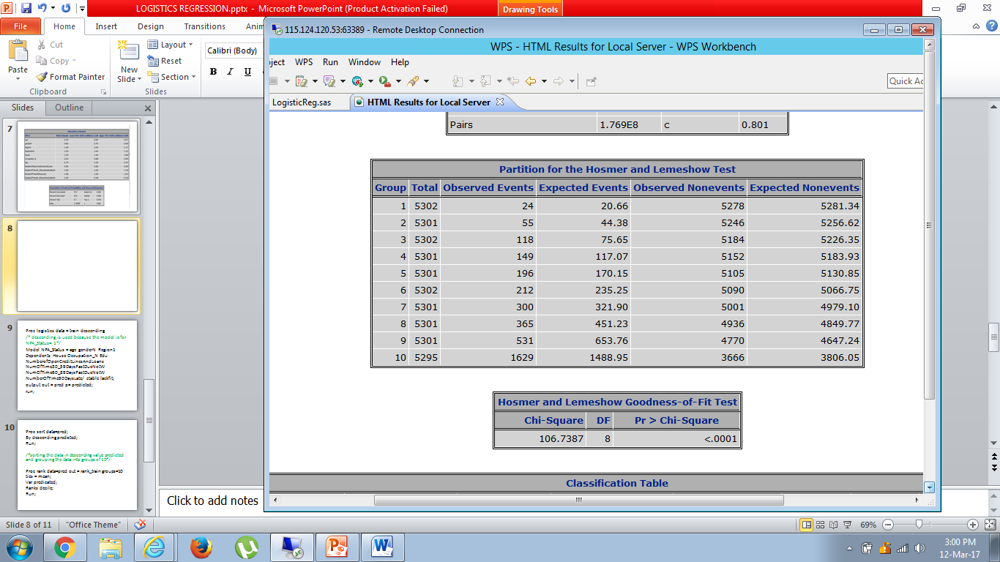 LOGISTICS REGRESSION.pptx - Microsoft PowerPoint (Product Activation Failed)
Drawing Tools
File Home Insert Design Transitions
Cut
Copy
Format Painter
Paste
Clipboard
New Slide
Layout
Reset
Section
Slides
Calibri (Body)
B I U
Slides Outline
115.124.120.53:63389 - Remote Desktop Connection
WPS - HTML Results for Local Server - WPS Workbench
ject WPS Run Window Help
Quick Ac
LogisticReg.sas HTML Results for Local Server
Pairs 1.769E8 c 0.801
Partition for the Hosmer and Lemeshow Test
Group Total Observed Events Expected Events Observed Nonevents Expected Nonevents
1 5302 24 20.66 5278 5281.34
2 5301 55 44.38 5246 5256.62
3 5302 118 75.65 5184 5226.35
4 5301 149 117.07 5152 5183.93
5 5301 196 170.15 5105 5130.85
6 5302 212 235.25 5090 5066.75
7 5301 300 321.90 5001 4979.10
8 5301 365 451.23 4936 4849.77
9 5301 531 653.76 4770 4647.24
10 5295 1629 1488.95 3666 3806.05
Hosmer and Lemeshow Goodness-of-Fit Test
Chi-Square DF Pr > Chi-Square
106.7387 8 <.0001
Classification Table
7
8
9
Proc logistics data = train descending
/* descending is used because the model is for
NPA_Status= 1*/
Model NPA_Status = age genderN Region1
Dependents House Occupation_N Edu
NumberofOpenCreditLinesAndLoans
NumOfTime30_59DaysPastDueNotW
NumOfTime60_89DaysPastDueNotW
NumberOfTime90DaysLate/ ctable lackfit;
output out = pred p= predicted;
run;
10
Proc sort data=pred;
By descending predicted;
Run;
/*sorting the data in descending value predicted
and grouping the data into groups of 10*/
Proc rank data=pred out = rank_train groups=10
ties = mean;
Var predicated;
Ranks decile;
Run;
Click to add notes
Slide 8 of 11 "Office Theme" 69%
3:00 PM
12-Mar-17